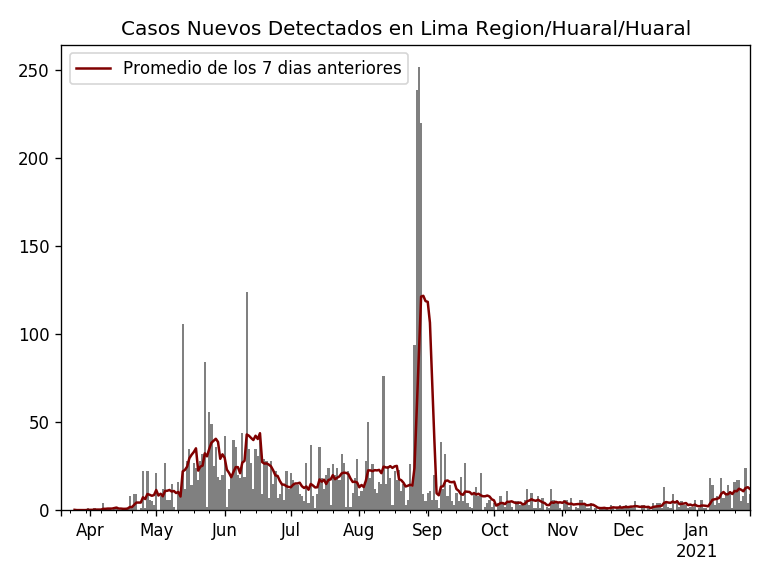 Casos Nuevos Detectados en Lima Region/Huaral/Huaral
Promedio de los 7 dias anteriores
250
200
150
100
50
0
Apr May Jun Jul Aug Sep Oct Nov Dec Jan
2021